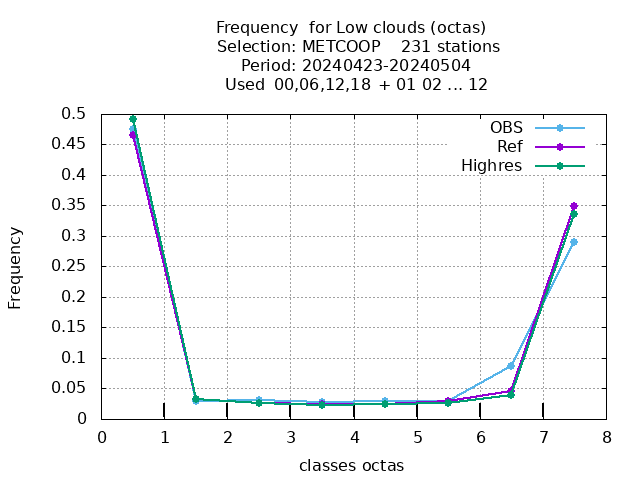 Frequency  for Low clouds (octas)
Selection: METCOOP    231 stations
Period: 20240423-20240504
Used  00,06,12,18  + 01 02 ... 12
OBS
Ref
Highres
0.5
0.45
0.4
0.35
0.3
0.25
0.2
0.15
0.1
0.05
0
Frequency
0 1 2 3 4 5 6 7 8
classes octas